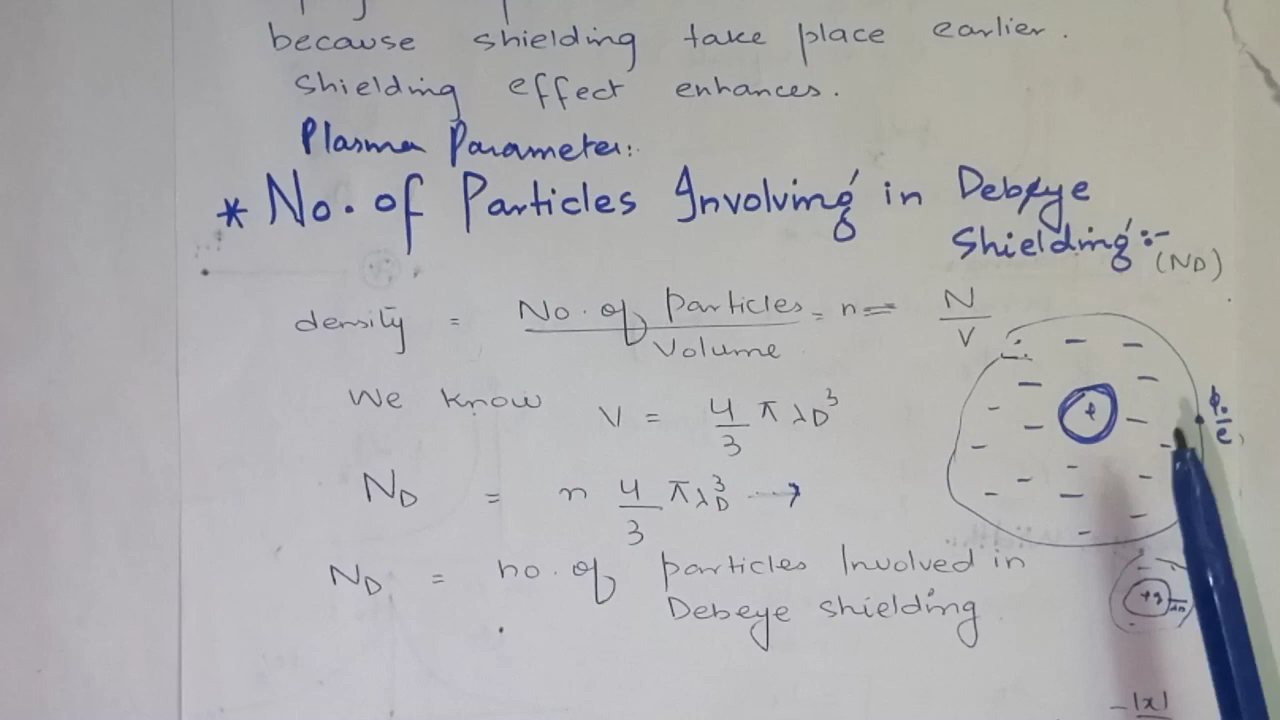 because shielding take place earlier.
shielding effect enhances.
Plasma Parameter:
* No. of Particles Involving in Debeye
Shielding:- (ND)
density = No. of particles / Volume = n = N / V
We know V = 4/3 π λD³
ND = n 4/3 π λD³ →
ND = no. of particles Involved in
Debeye shielding
+
φ₀/e
+q
-|x|